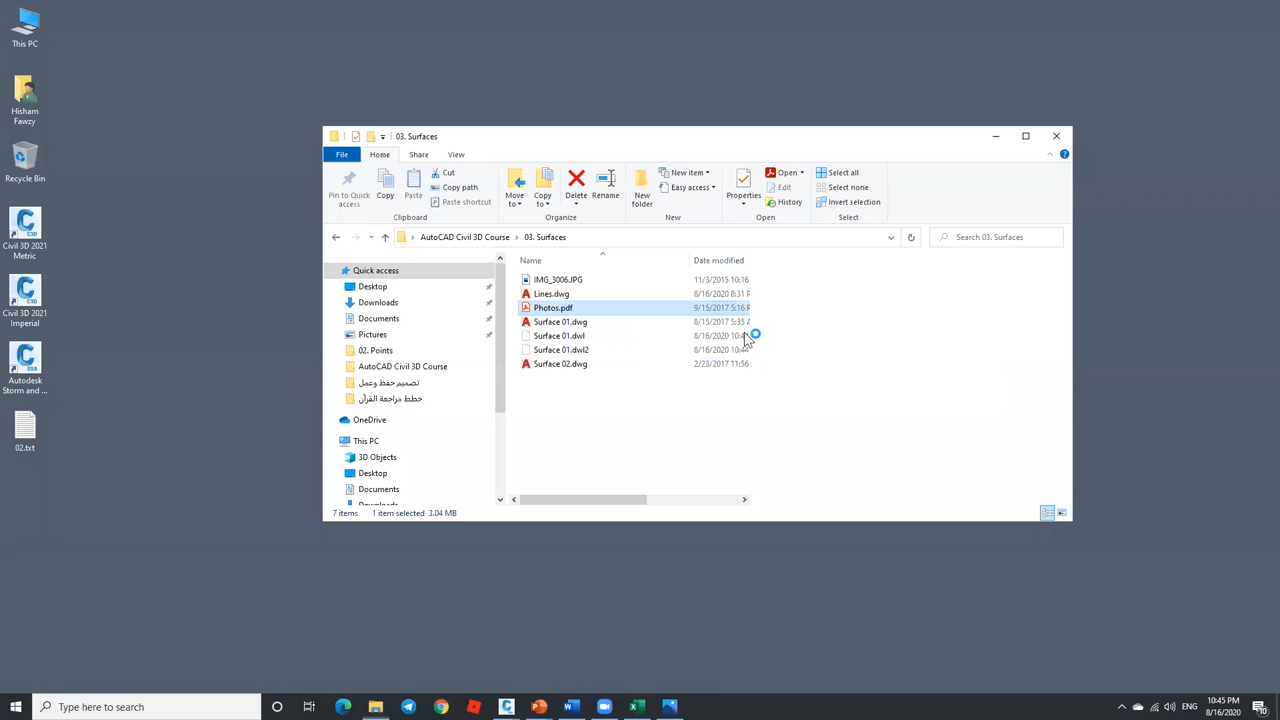 This PC
Hisham
Fawzy
Recycle Bin
Civil 3D 2021
Metric
Civil 3D 2021
Imperial
Autodesk
Storm and ...
02.txt
03. Surfaces
File
Home
Share
View
Pin to Quick
access
Copy
Paste
Cut
Copy path
Paste shortcut
Clipboard
Move
to
Copy
to
Delete
Rename
Organize
New
folder
New item
Easy access
New
Properties
Open
Edit
History
Open
Select all
Select none
Invert selection
Select
AutoCAD Civil 3D Course > 03. Surfaces
Search 03. Surfaces
Quick access
Desktop
Downloads
Documents
Pictures
02. Points
AutoCAD Civil 3D Course
تصميم حفظ وعمل
خطط مراجعة القرآن
OneDrive
This PC
3D Objects
Desktop
Documents
Name Date modified
IMG_3006.JPG 11/3/2015 10:16
Lines.dwg 8/16/2020 8:31 P
Photos.pdf 9/15/2017 5:16 P
Surface 01.dwg 8/15/2017 5:35 A
Surface 01.dwl 8/16/2020 10:
Surface 01.dwl2 8/16/2020 10:44
Surface 02.dwg 2/23/2017 11:56
7 items 1 item selected 3.04 MB
Type here to search
ENG
10:45 PM
8/16/2020
10